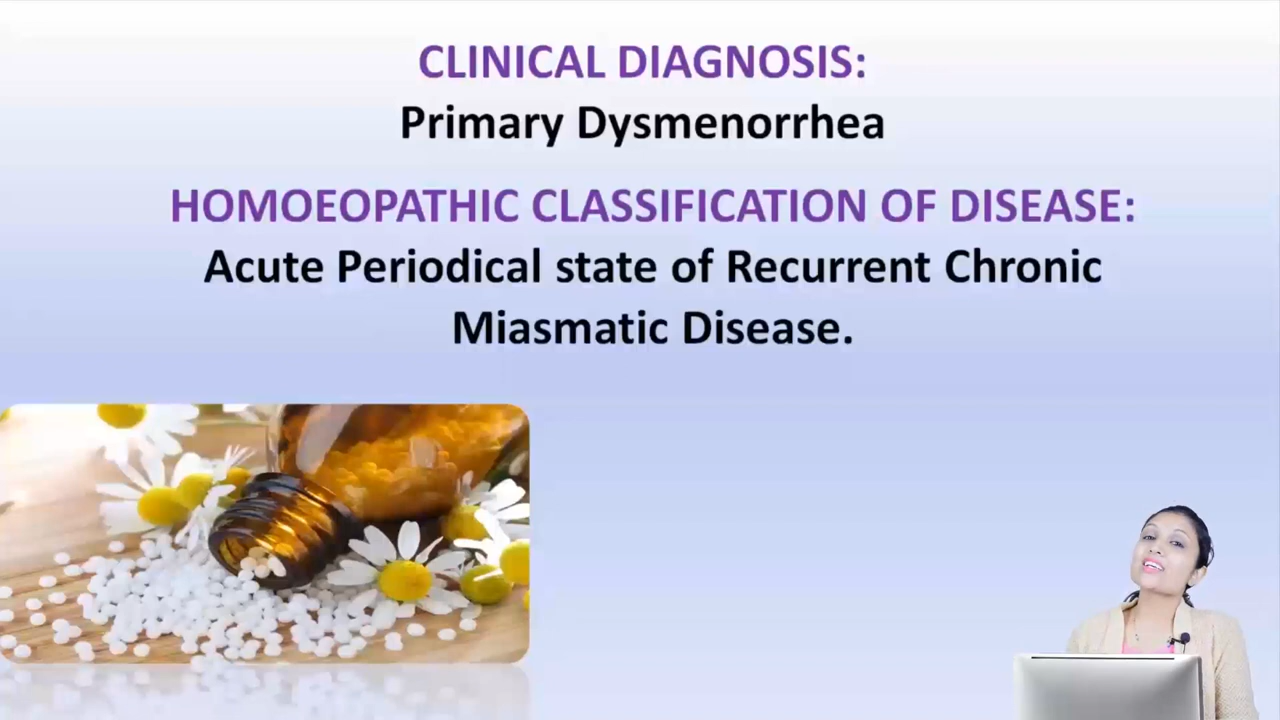 CLINICAL DIAGNOSIS:
Primary Dysmenorrhea
HOMOEOPATHIC CLASSIFICATION OF DISEASE:
Acute Periodical state of Recurrent Chronic
Miasmatic Disease.